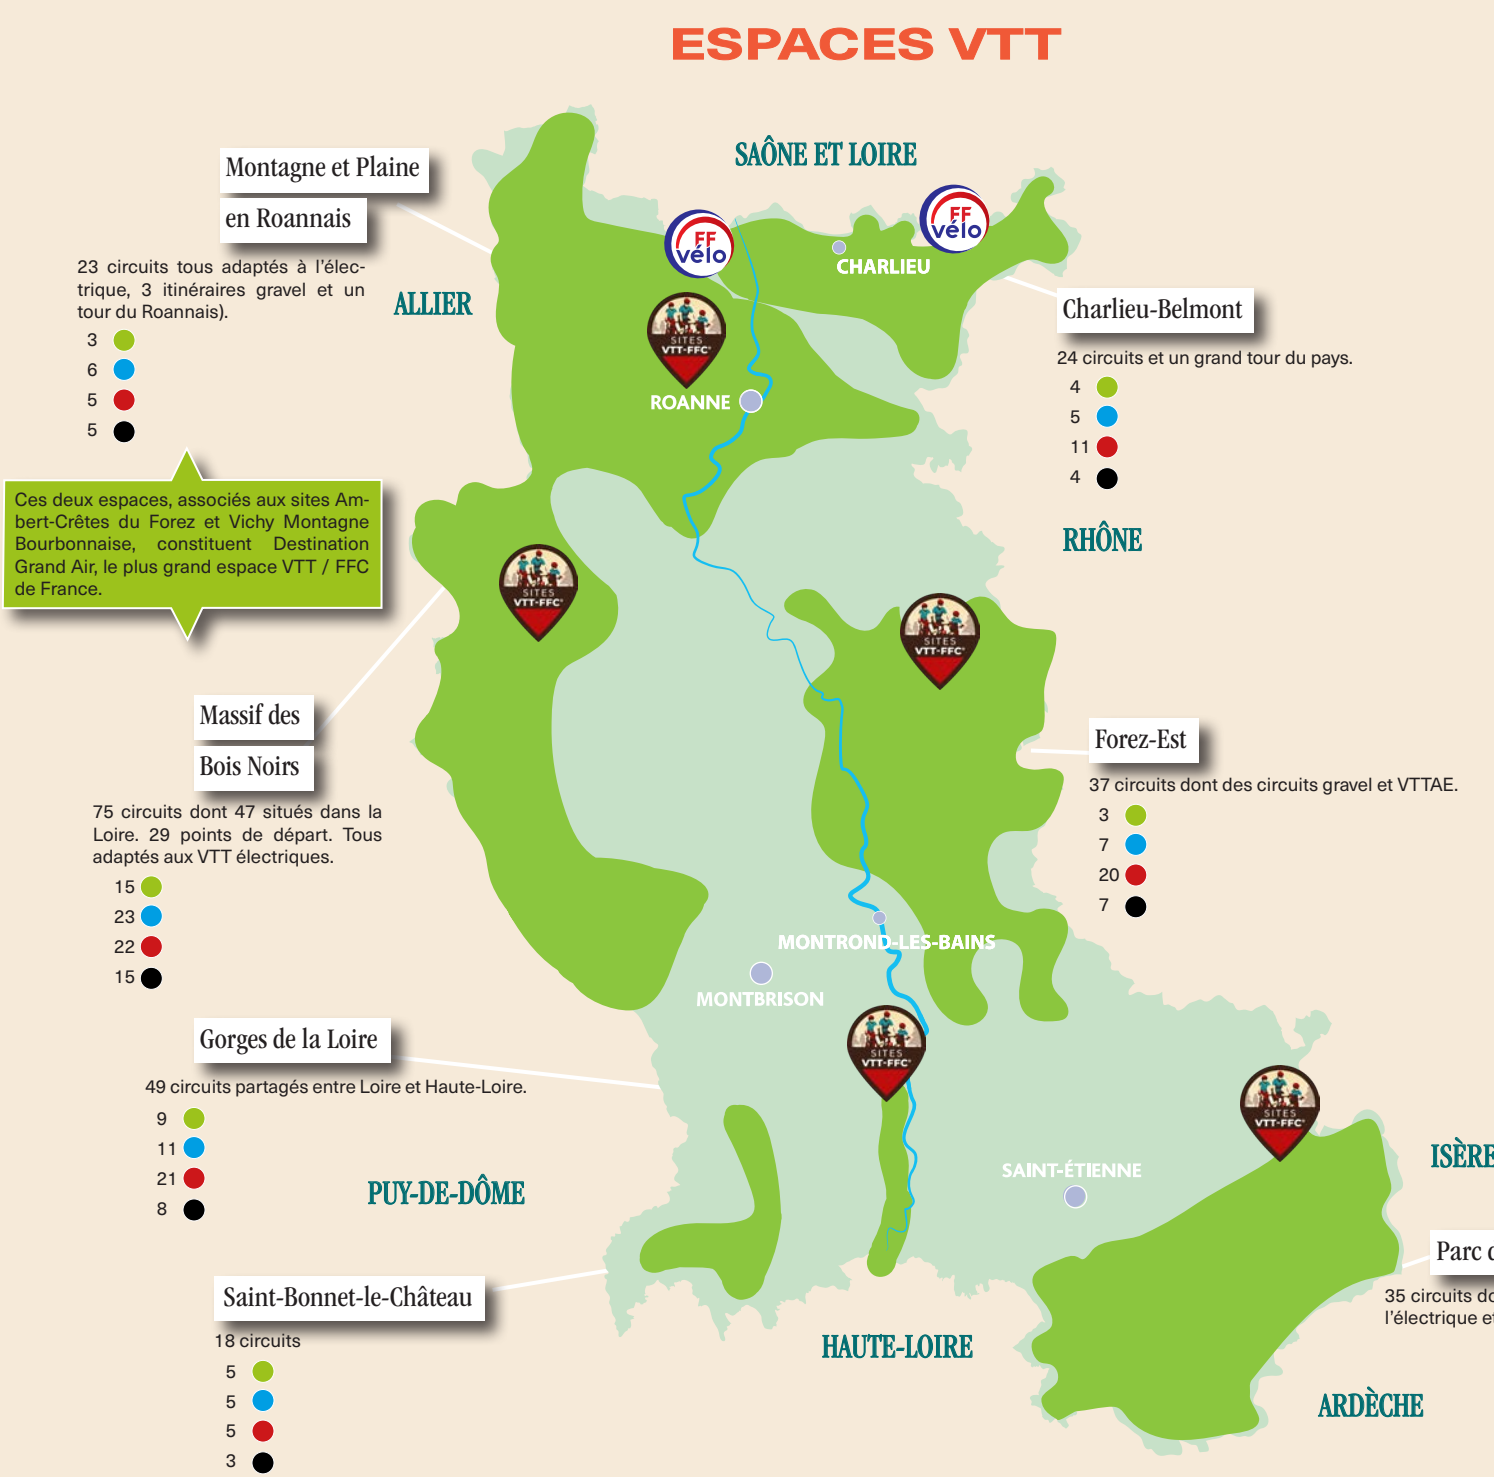 ESPACES VTT
SAÔNE ET LOIRE
Montagne et Plaine
en Roannais
23 circuits tous adaptés à l'élec-
trique, 3 itinéraires gravel et un
tour du Roannais).
3
6
5
5
ALLIER
FF
vélo
FF
vélo
CHARLIEU
SITES
VTT-FFC®
ROANNE
Charlieu-Belmont
24 circuits et un grand tour du pays.
4
5
11
4
RHÔNE
Ces deux espaces, associés aux sites Am-
bert-Crêtes du Forez et Vichy Montagne
Bourbonnaise, constituent Destination
Grand Air, le plus grand espace VTT / FFC
de France.
SITES
VTT-FFC®
SITES
VTT-FFC®
Massif des
Bois Noirs
75 circuits dont 47 situés dans la
Loire. 29 points de départ. Tous
adaptés aux VTT électriques.
15
23
22
15
Forez-Est
37 circuits dont des circuits gravel et VTTAE.
3
7
20
7
MONTROND-LES-BAINS
MONTBRISON
Gorges de la Loire
49 circuits partagés entre Loire et Haute-Loire.
9
11
21
8
SITES
VTT-FFC®
SITES
VTT-FFC®
PUY-DE-DÔME
SAINT-ÉTIENNE
ISÈRE
Parc
35 circuits
l'électrique
Saint-Bonnet-le-Château
18 circuits
5
5
5
3
HAUTE-LOIRE
ARDÈCHE